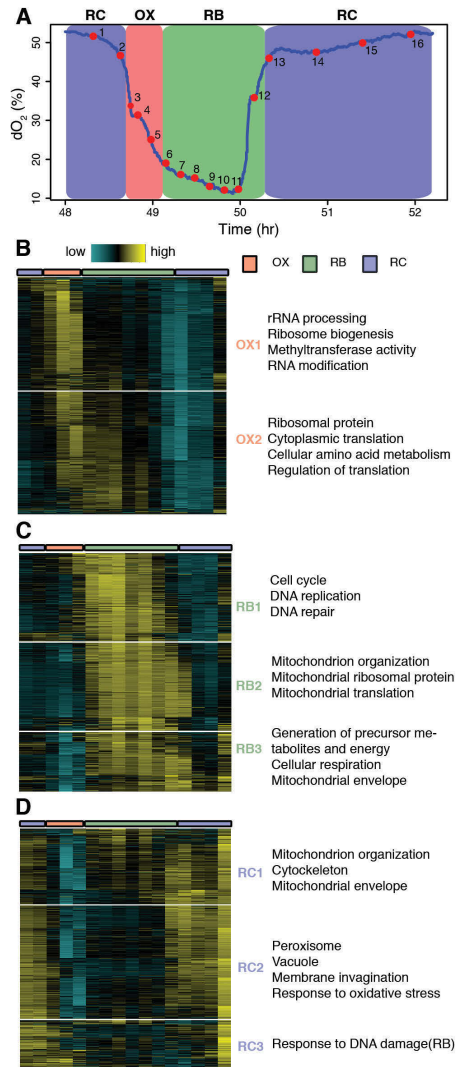 A
RC OX RB RC
50
40
30
20
10
dO2 (%)
1 2 3 4 5 6 7 8 9 10 11 12 13 14 15 16
48 49 50 51 52
Time (hr)
B
low high
OX RB RC
OX1
rRNA processing
Ribosome biogenesis
Methyltransferase activity
RNA modification
OX2
Ribosomal protein
Cytoplasmic translation
Cellular amino acid metabolism
Regulation of translation
C
RB1
Cell cycle
DNA replication
DNA repair
RB2
Mitochondrion organization
Mitochondrial ribosomal protein
Mitochondrial translation
RB3
Generation of precursor me-
tabolites and energy
Cellular respiration
Mitochondrial envelope
D
RC1
Mitochondrion organization
Cytockeleton
Mitochondrial envelope
RC2
Peroxisome
Vacuole
Membrane invagination
Response to oxidative stress
RC3
Response to DNA damage(RB)